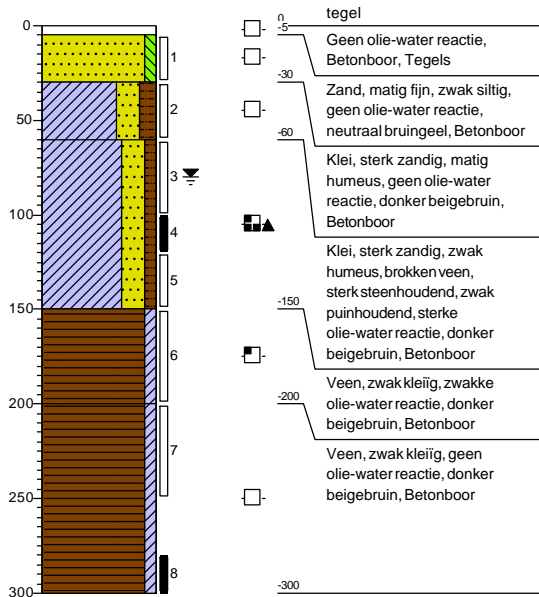 0
50
100
150
200
250
300
1
2
3
4
5
6
7
8
0
-5
-30
-60
-150
-200
-300
tegel
Geen olie-water reactie,
Betonboor, Tegels
Zand, matig fijn, zwak siltig,
geen olie-water reactie,
neutraal bruingeel, Betonboor
Klei, sterk zandig, matig
humeus, geen olie-water
reactie, donker beigebruin,
Betonboor
Klei, sterk zandig, zwak
humeus, brokken veen,
sterk steenhoudend, zwak
puinhoudend, sterke
olie-water reactie, donker
beigebruin, Betonboor
Veen, zwak kleiïg, zwakke
olie-water reactie, donker
beigebruin, Betonboor
Veen, zwak kleiïg, geen
olie-water reactie, donker
beigebruin, Betonboor